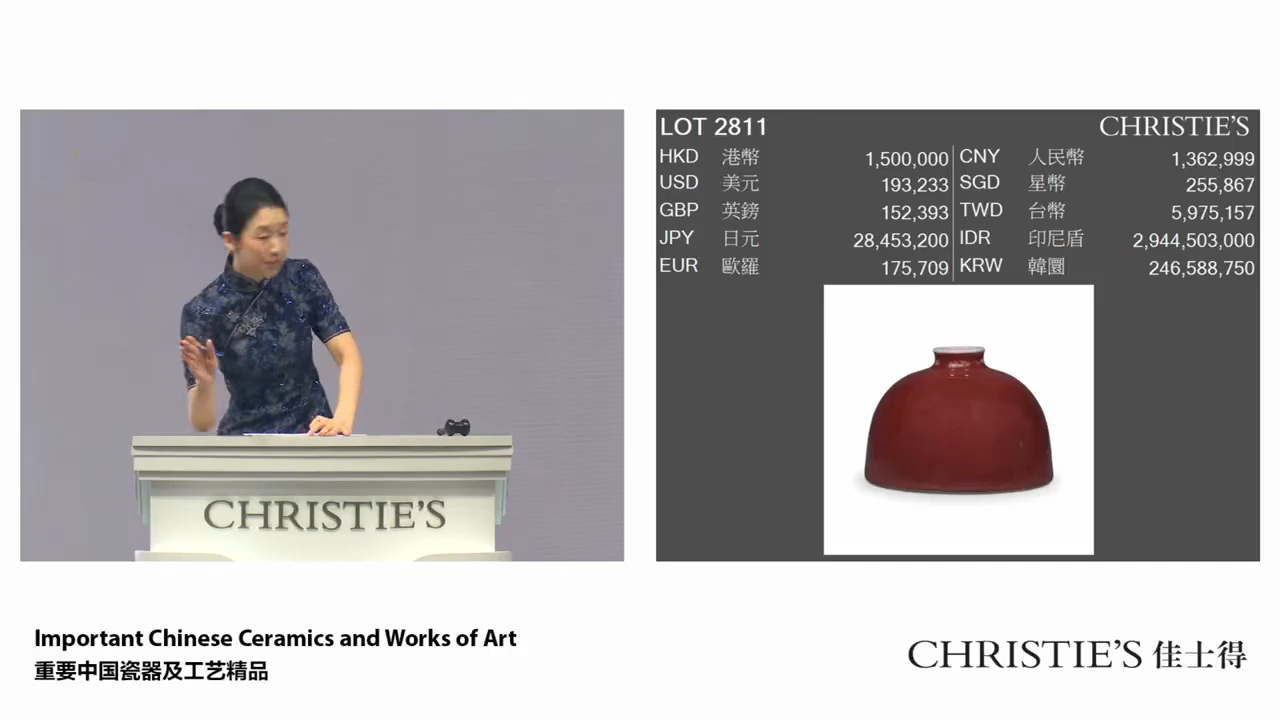 CHRISTIE'S
LOT 2811
CHRISTIE'S
HKD 港幣 1,500,000 CNY 人民幣 1,362,999
USD 美元 193,233 SGD 星幣 255,867
GBP 英鎊 152,393 TWD 台幣 5,975,157
JPY 日元 28,453,200 IDR 印尼盾 2,944,503,000
EUR 歐羅 175,709 KRW 韓圜 246,588,750
Important Chinese Ceramics and Works of Art
重要中国瓷器及工艺精品
CHRISTIE'S 佳士得